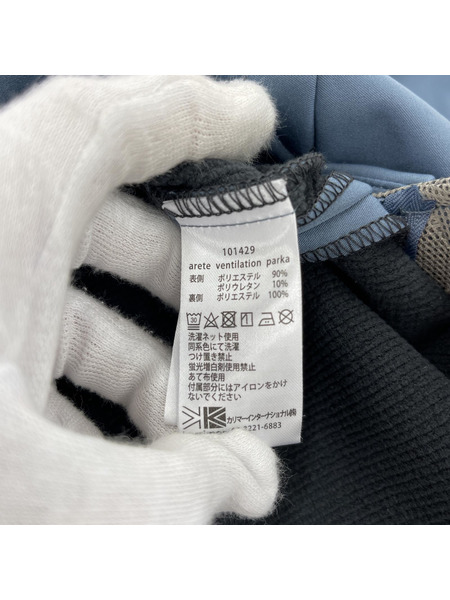 101429
arete ventilation parka
表側 ポリエステル 90%
ポリウレタン 10%
裏側 ポリエステル 100%
30
洗濯ネット使用
同系色にて洗濯
つけ置き禁止
蛍光増白剤使用禁止
あて布使用
付属部分にはアイロンをかけ
ないでください
カリマーインターナショナル㈱
3221-6883